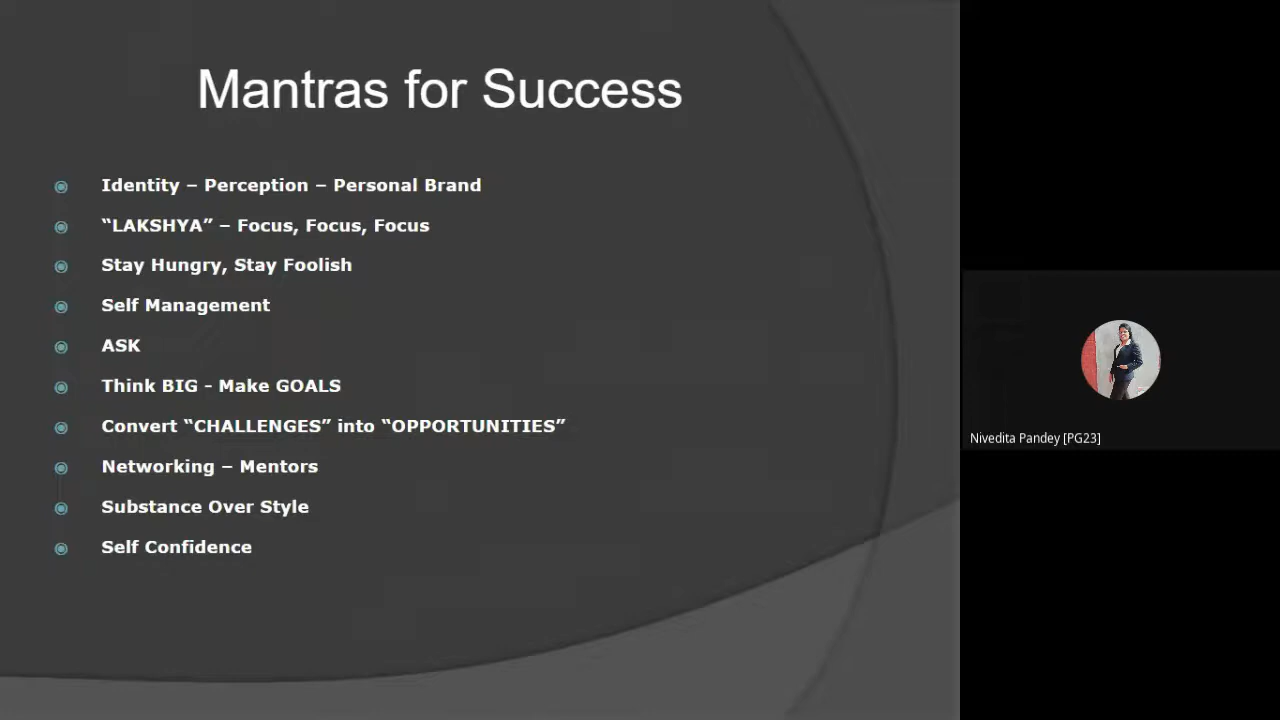 Mantras for Success
Identity – Perception – Personal Brand
“LAKSHYA” – Focus, Focus, Focus
Stay Hungry, Stay Foolish
Self Management
ASK
Think BIG - Make GOALS
Convert “CHALLENGES” into “OPPORTUNITIES”
Networking – Mentors
Substance Over Style
Self Confidence
Nivedita Pandey [PG23]